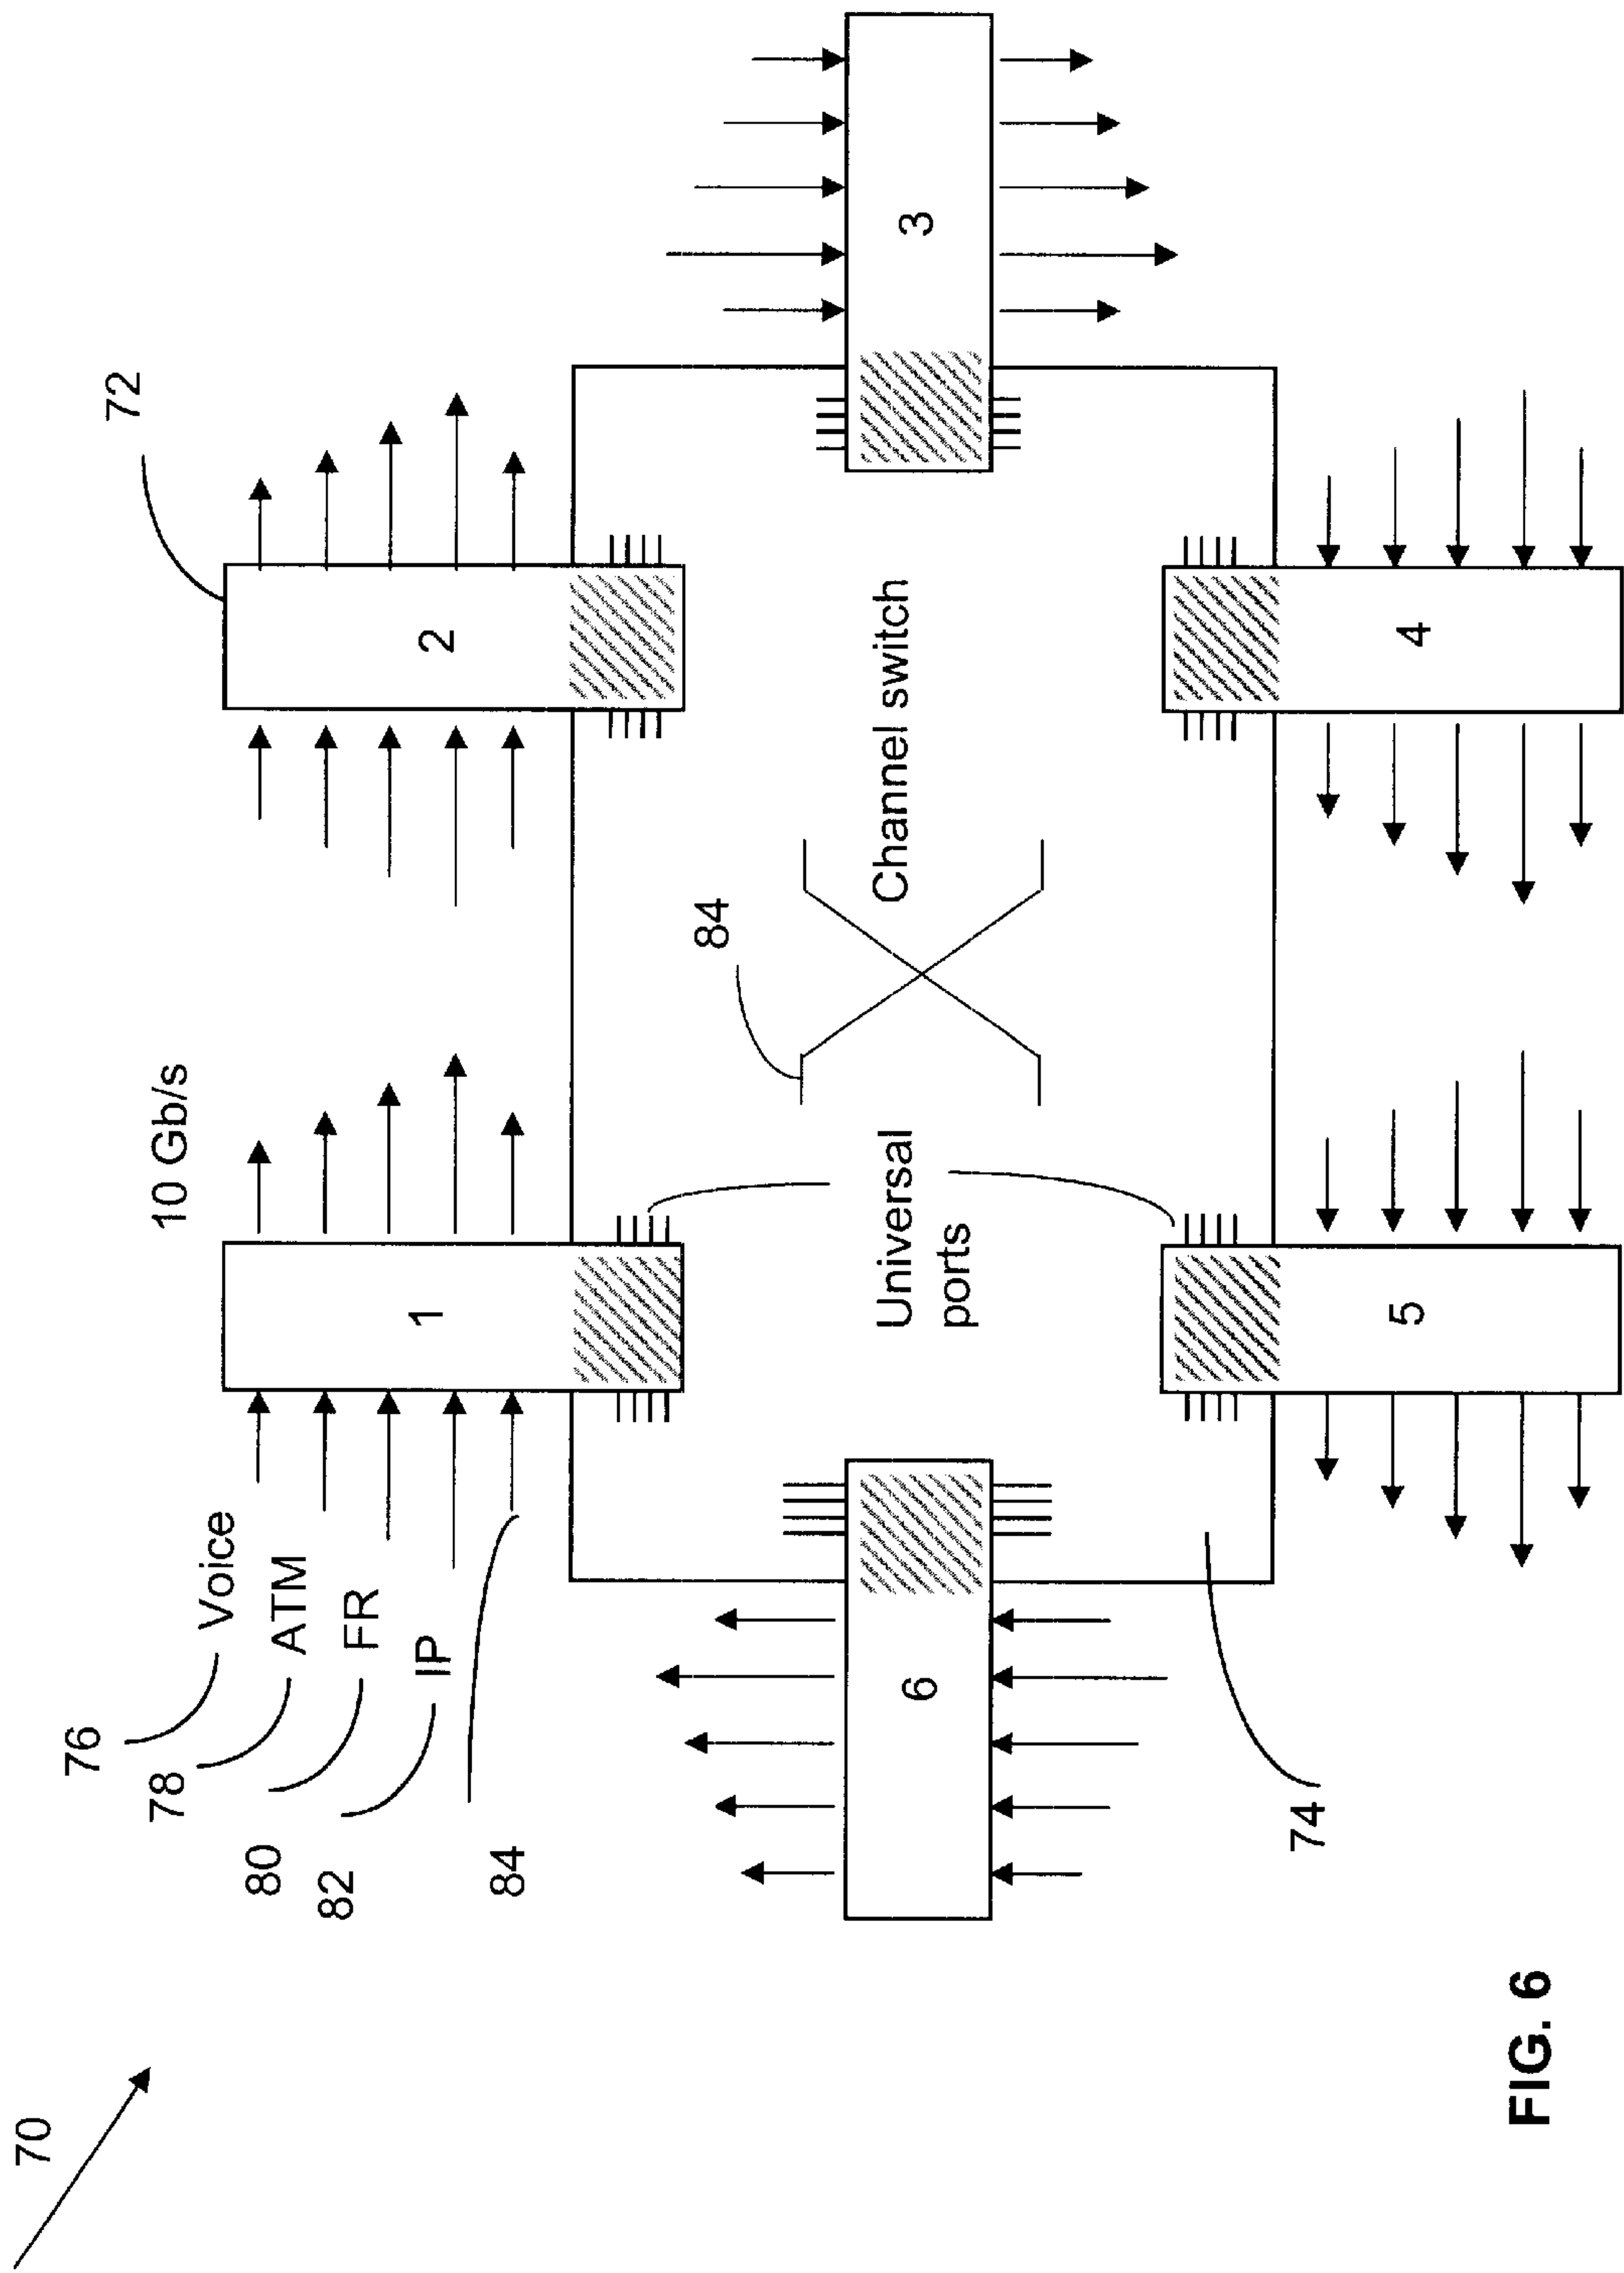 70
76
72
78
10 Gb/s
Voice
80
ATM
82
FR
IP
1
2
84
84
6
Universal
ports
Channel switch
3
74
5
4
FIG. 6